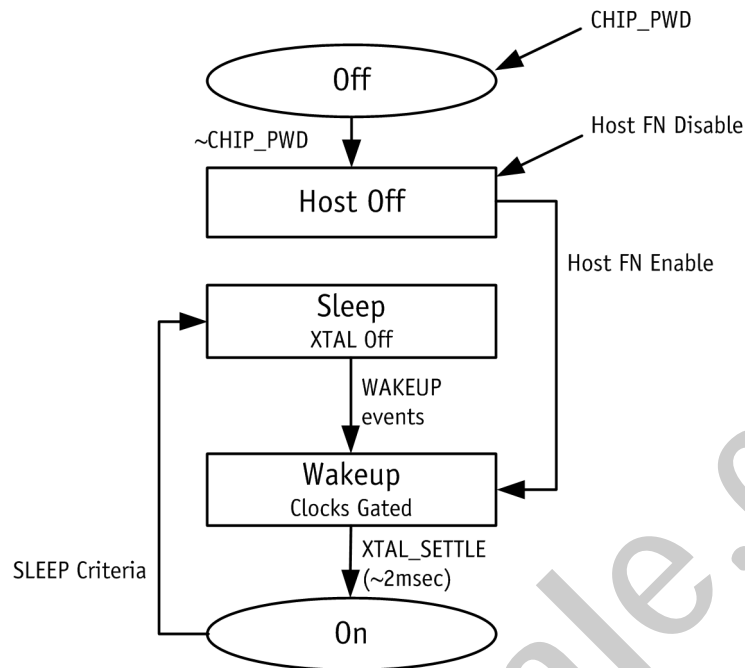 CHIP_PWD
Off
~CHIP_PWD
Host FN Disable
Host Off
Host FN Enable
Sleep
XTAL Off
WAKEUP
events
Wakeup
Clocks Gated
XTAL_SETTLE
(~2msec)
SLEEP Criteria
On